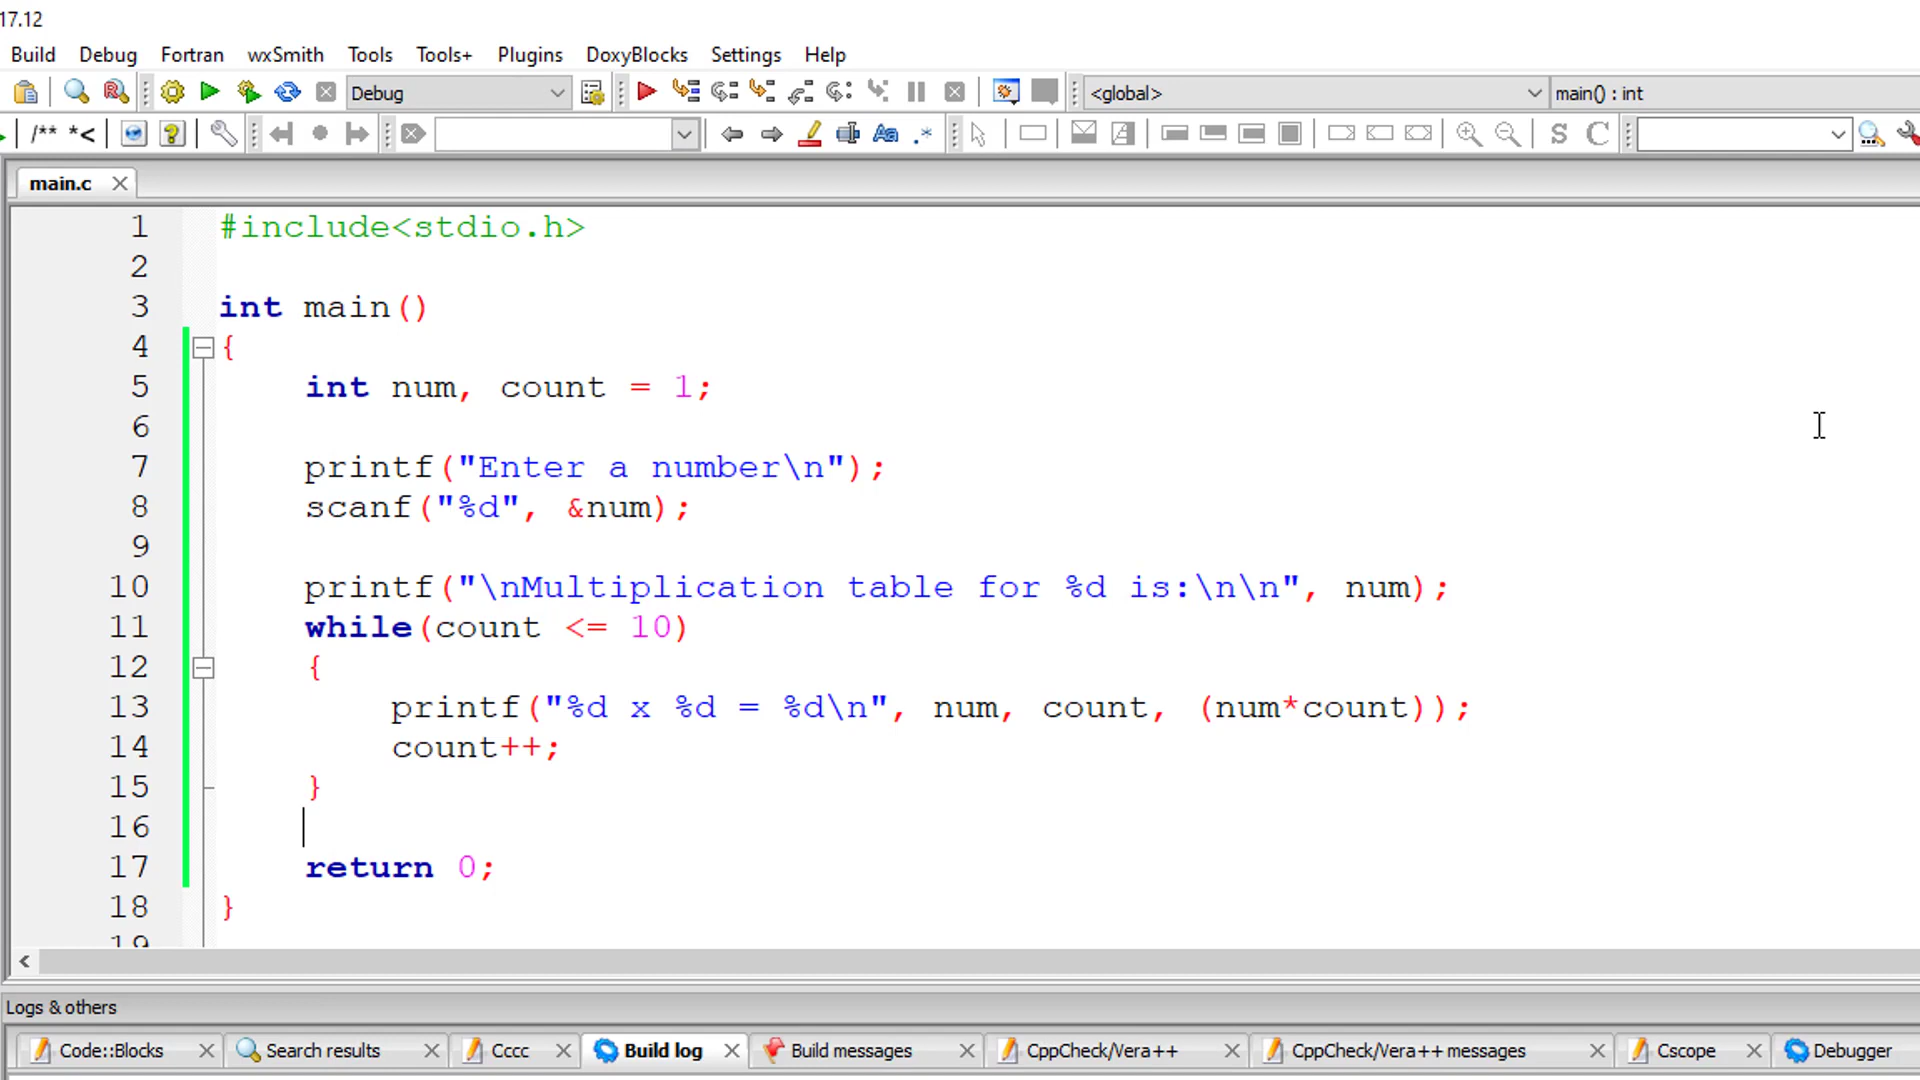 17.12
Build Debug Fortran wxSmith Tools Tools+ Plugins DoxyBlocks Settings Help
Debug <global> main() : int
/** *< Aa .* S C
main.c
1 #include<stdio.h>
2
3 int main()
4 {
5 int num, count = 1;
6
7 printf("Enter a number\n");
8 scanf("%d", &num);
9
10 printf("\nMultiplication table for %d is:\n\n", num);
11 while(count <= 10)
12 {
13 printf("%d x %d = %d\n", num, count, (num*count));
14 count++;
15 }
16
17 return 0;
18 }
19
Logs & others
Code::Blocks Search results Cccc Build log Build messages CppCheck/Vera++ CppCheck/Vera++ messages Cscope Debugger